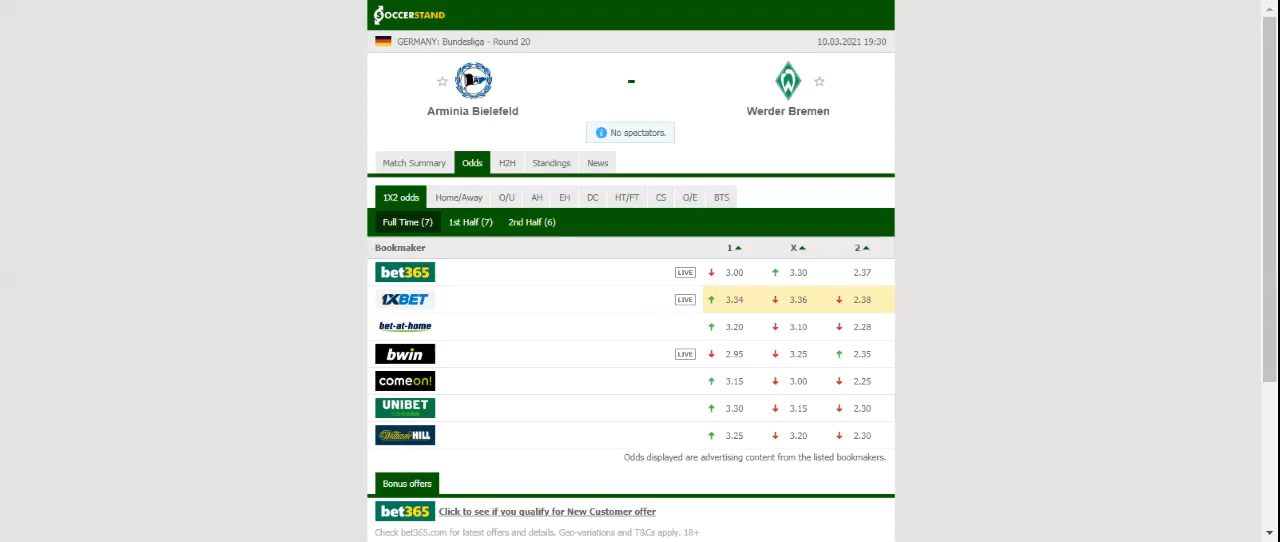 SOCCERSTAND
GERMANY: Bundesliga - Round 20 10.03.2021 19:30
-
Arminia Bielefeld Werder Bremen
No spectators.
Match Summary Odds H2H Standings News
1X2 odds Home/Away O/U AH EH DC HT/FT CS O/E BTS
Full Time (7) 1st Half (7) 2nd Half (6)
Bookmaker 1 X 2
bet365 LIVE 3.00 3.30 2.37
1XBET LIVE 3.34 3.36 2.38
bet-at-home 3.20 3.10 2.28
bwin LIVE 2.95 3.25 2.35
comeon! 3.15 3.00 2.25
UNIBET 3.30 3.15 2.30
William HILL 3.25 3.20 2.30
Odds displayed are advertising content from the listed bookmakers.
Bonus offers
bet365 Click to see if you qualify for New Customer offer
Check bet365.com for latest offers and details. Geo-variations and T&Cs apply. 18+